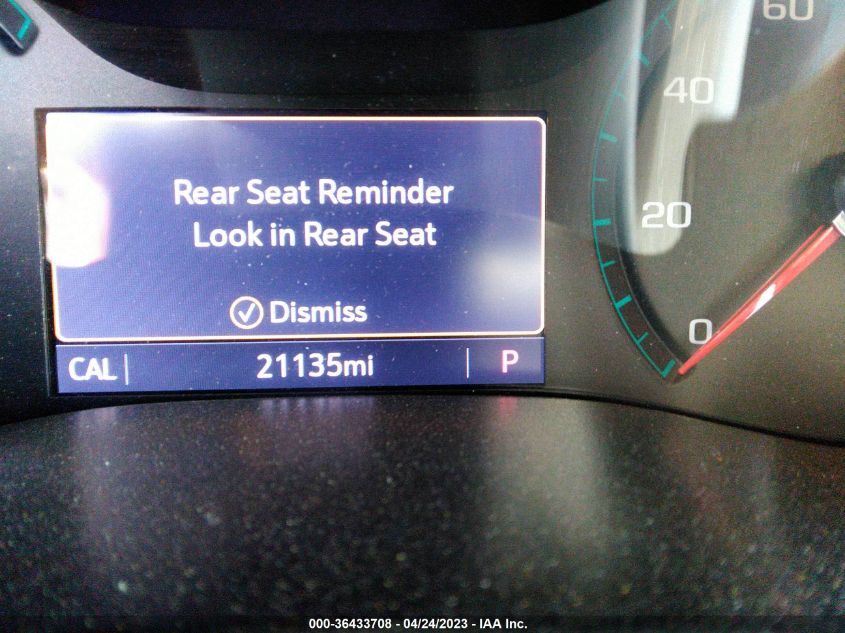 60
40
Rear Seat Reminder
Look in Rear Seat
20
Dismiss
0
CAL 21135mi P
000-36433708 - 04/24/2023 - IAA Inc.